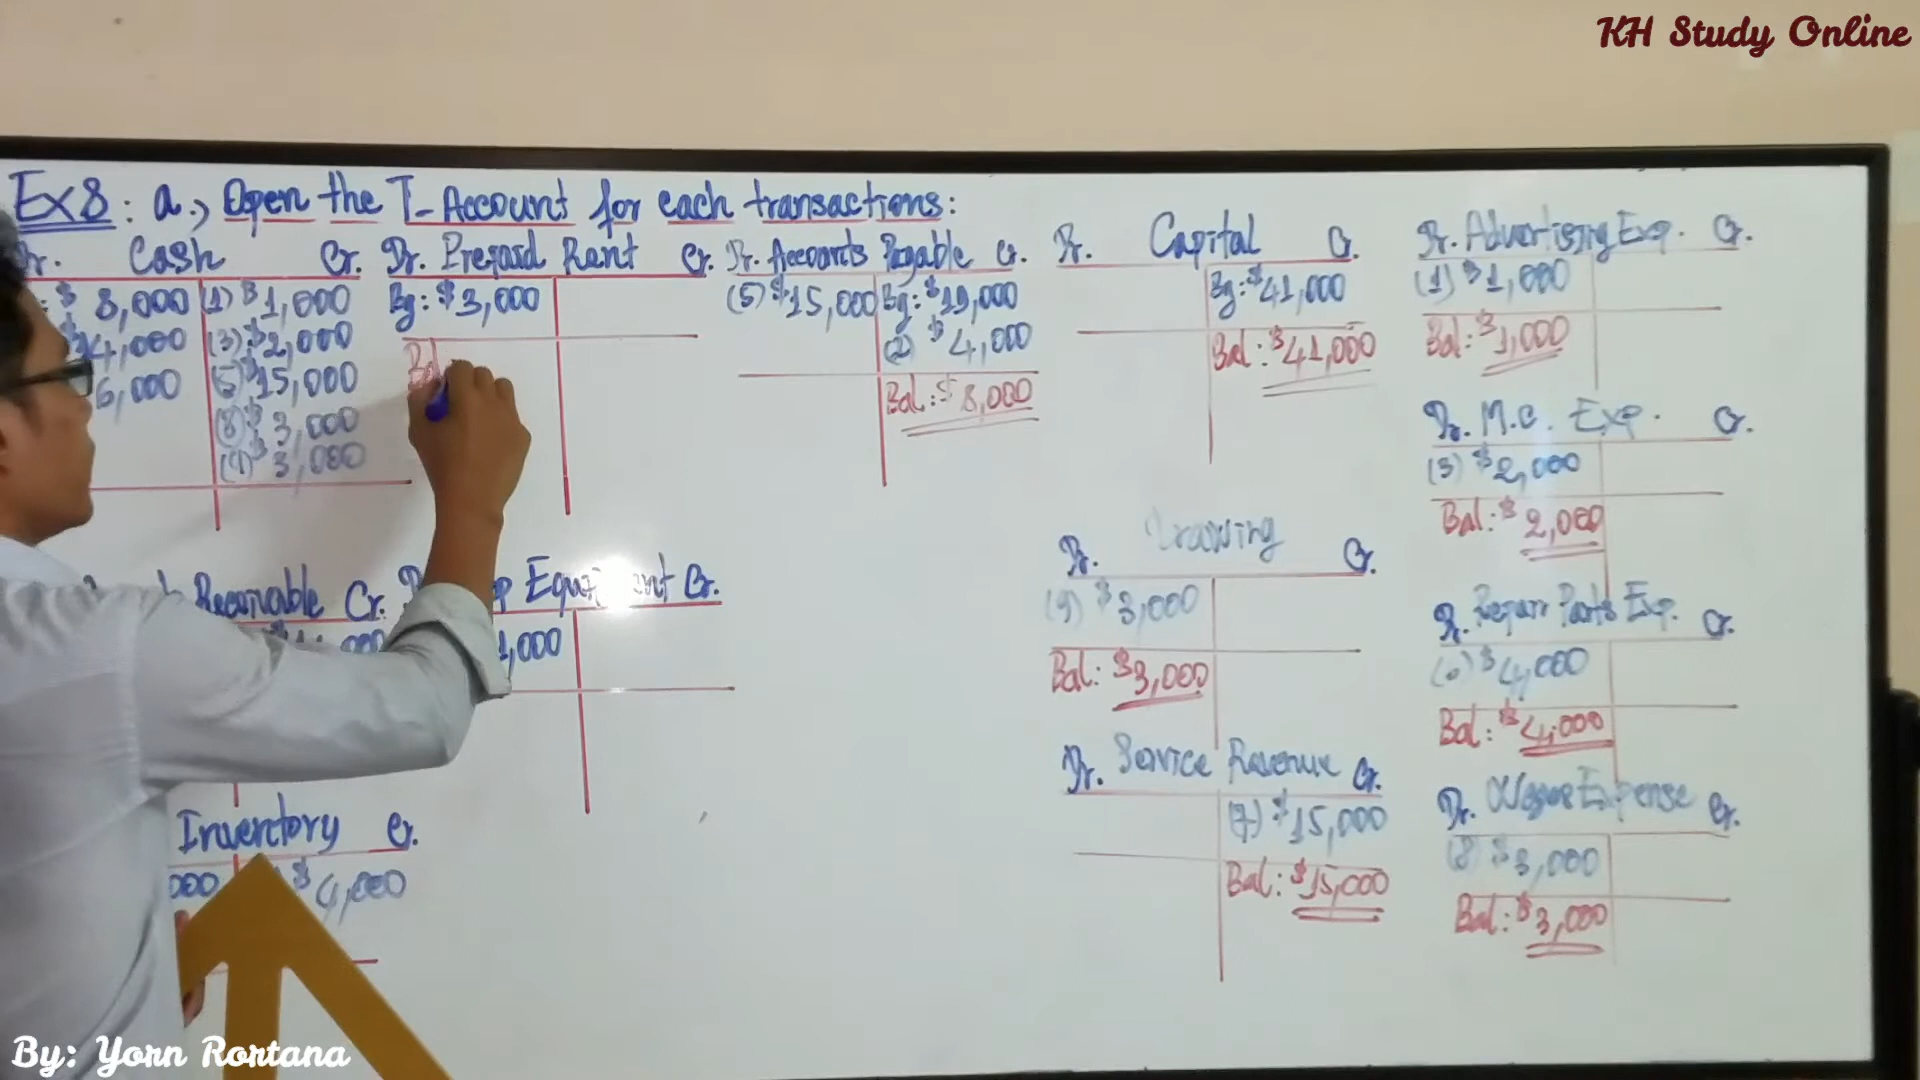 KH Study Online
Ex8: a., Open the T-Account for each transactions:
Cash Cr.
8,000 (1) $1,000
4,000 (3) $2,000
6,000 (5) $15,000
(8) $3,000
(9) $3,000
Dr. Prepaid Rent Cr.
Bg: $3,000
Bal
Dr. Accounts Payable Cr.
(5) $15,000 Bg: $19,000
(2) $4,000
Bal: $8,000
Dr. Capital Cr.
Bg: $41,000
Bal: $41,000
Dr. Advertising Exp. Cr.
(1) $1,000
Bal: $1,000
Dr. M.C. Exp. Cr.
(3) $2,000
Bal: $2,000
Receivable Cr.
Equipment Cr.
1,000
Dr. Drawing Cr.
(9) $3,000
Bal: $3,000
Dr. Repair Parts Exp. Cr.
(6) $4,000
Bal: $4,000
Inventory Cr.
000 $4,000
Dr. Service Revenue Cr.
(7) $15,000
Bal: $15,000
Dr. Wages Expense Cr.
(8) $3,000
Bal: $3,000
By: Yorn Rortana